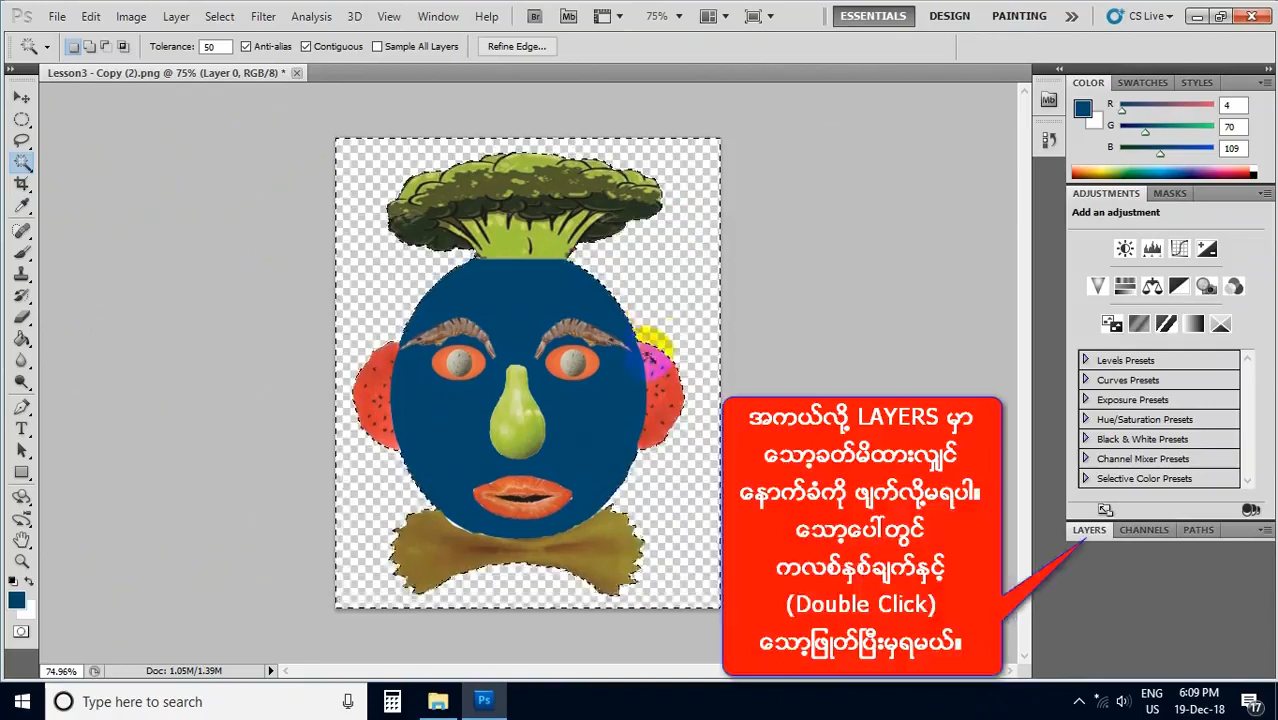 Ps File Edit Image Layer Select Filter Analysis 3D View Window Help Br Mb 75% ESSENTIALS DESIGN PAINTING CS Live
Tolerance: 50 Anti-alias Contiguous Sample All Layers Refine Edge...
Lesson3 - Copy (2).png @ 75% (Layer 0, RGB/8) *
COLOR SWATCHES STYLES
Mb
R 4
G 70
B 109
ADJUSTMENTS MASKS
Add an adjustment
Levels Presets
Curves Presets
Exposure Presets
Hue/Saturation Presets
Black & White Presets
Channel Mixer Presets
Selective Color Presets
LAYERS CHANNELS PATHS
အကယ်လို့ LAYERS မှာ
သော့ခတ်မိထားလျှင်
နောက်ခံကို ဖျက်လို့မရပါ။
သော့ပေါ်တွင်
ကလစ်နှစ်ချက်နှင့်
(Double Click)
သော့ဖြုတ်ပြီးမှရမယ်။
74.96% Doc: 1.05M/1.39M
Type here to search
Ps
ENG
US
6:09 PM
19-Dec-18
17